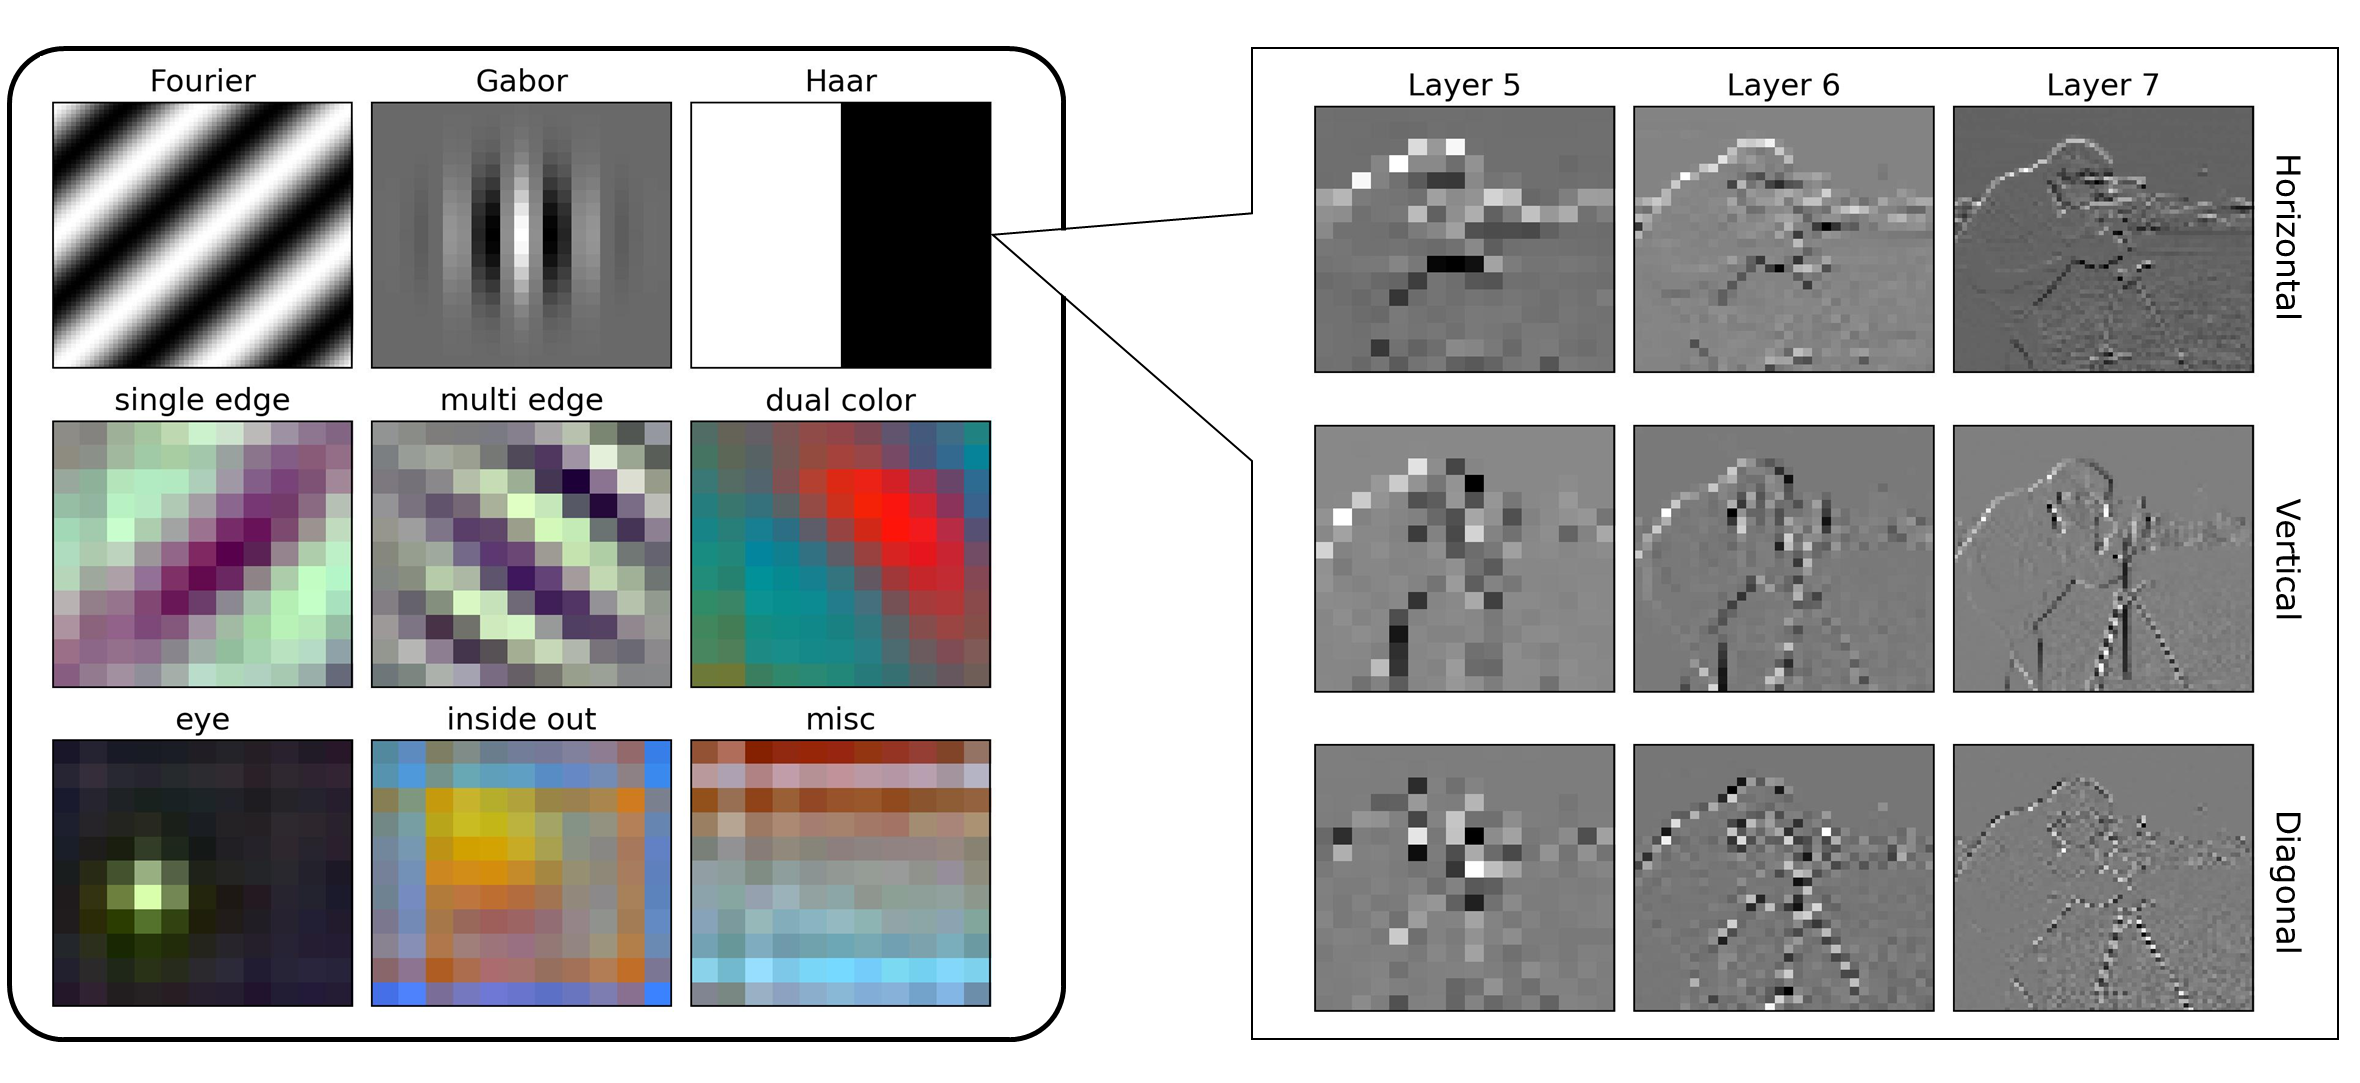 Fourier
Gabor
Haar
single edge
multi edge
dual color
eye
inside out
misc
Layer 5
Layer 6
Layer 7
Horizontal
Vertical
Diagonal